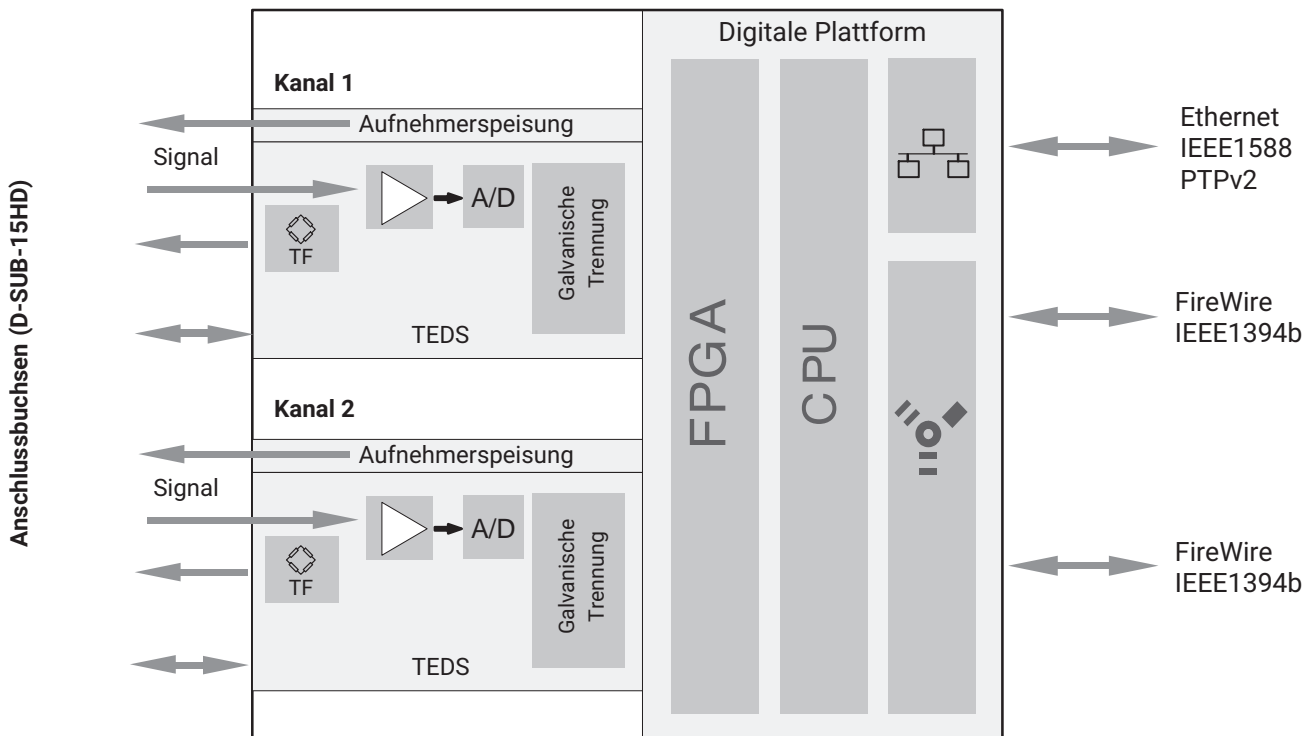 Anschlussbuchsen (D-SUB-15HD)
Kanal 1
Aufnehmerspeisung
Signal
A/D
Galvanische
Trennung
TF
TEDS
Kanal 2
Aufnehmerspeisung
Signal
A/D
Galvanische
Trennung
TF
TEDS
Digitale Plattform
FPGA
CPU
Ethernet
IEEE1588
PTPv2
FireWire
IEEE1394b
FireWire
IEEE1394b